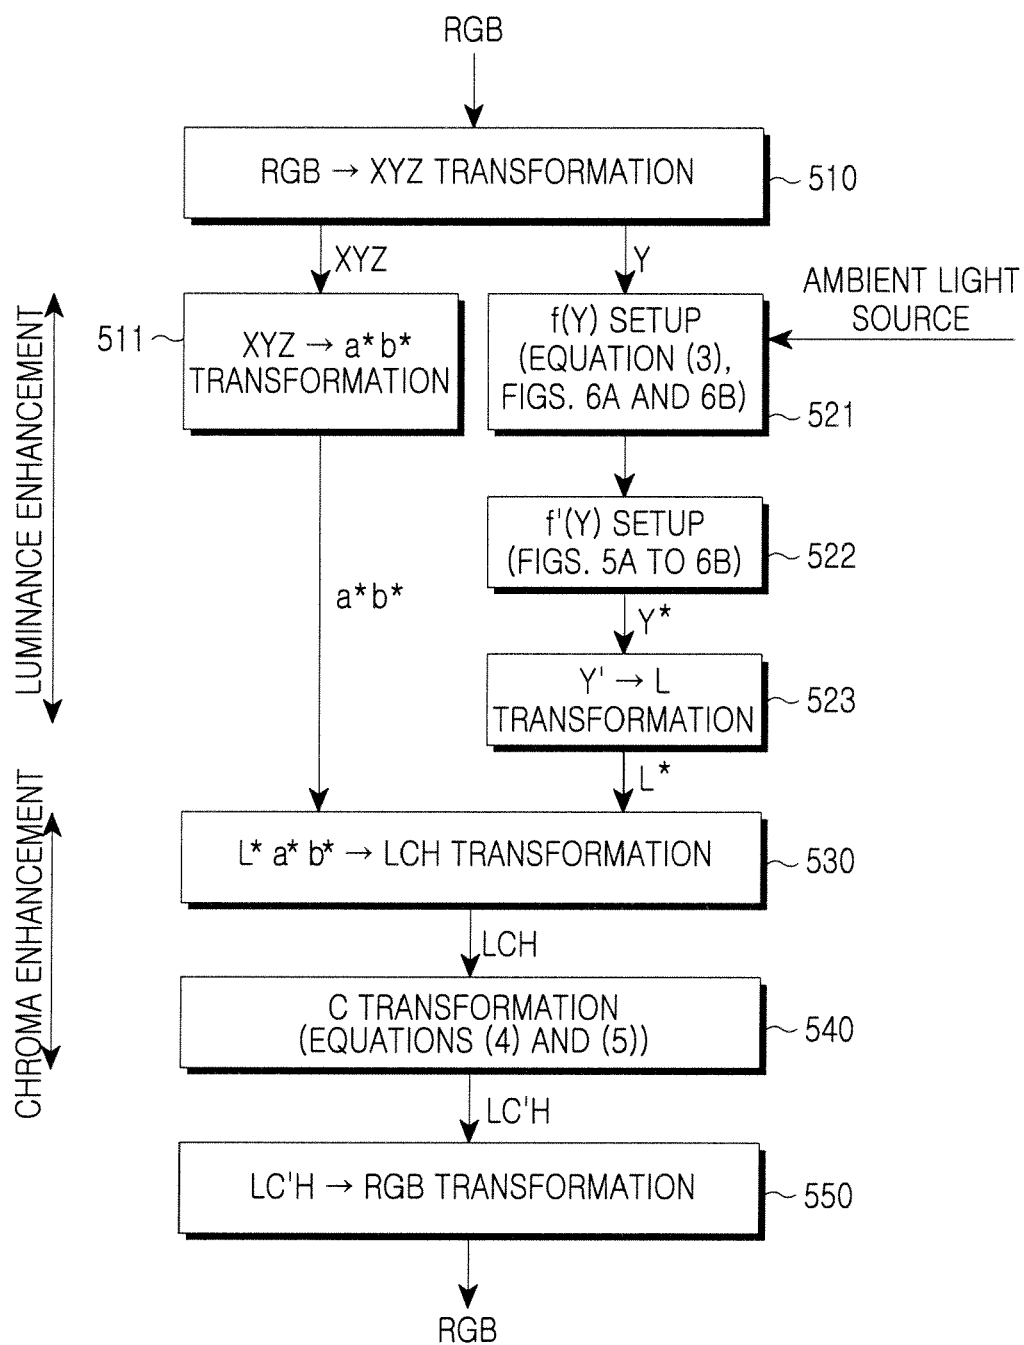 RGB
RGB → XYZ TRANSFORMATION
510
XYZ
Y
AMBIENT LIGHT
SOURCE
511
XYZ → a*b*
TRANSFORMATION
f(Y) SETUP
(EQUATION (3),
FIGS. 6A AND 6B)
521
LUMINANCE ENHANCEMENT
f'(Y) SETUP
(FIGS. 5A TO 6B)
522
a*b*
Y*
Y' → L
TRANSFORMATION
523
L*
CHROMA ENHANCEMENT
L* a* b* → LCH TRANSFORMATION
530
LCH
C TRANSFORMATION
(EQUATIONS (4) AND (5))
540
LC'H
LC'H → RGB TRANSFORMATION
550
RGB